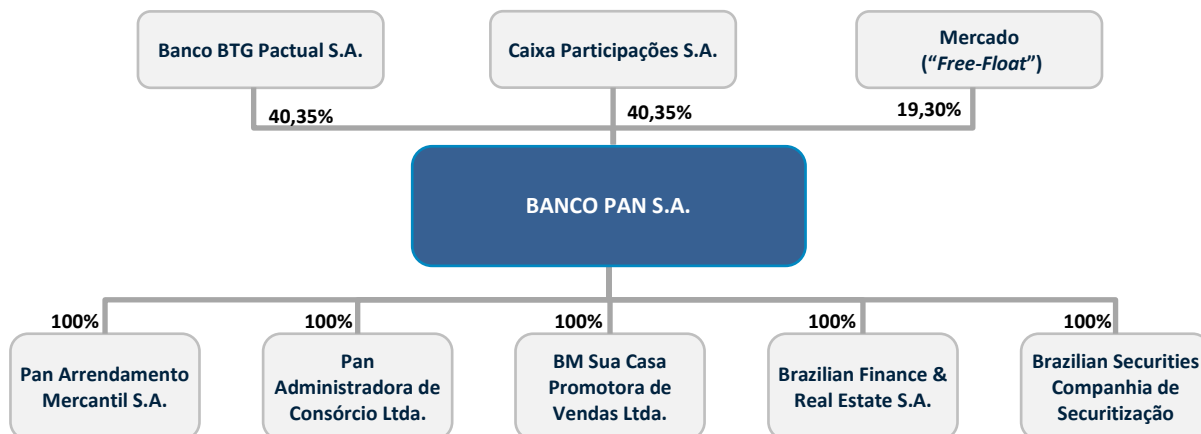 Banco BTG Pactual S.A.
Caixa Participações S.A.
Mercado
(“Free-Float”)
40,35%
40,35%
19,30%
BANCO PAN S.A.
100%
100%
100%
100%
100%
Pan Arrendamento
Mercantil S.A.
Pan
Administradora de
Consórcio Ltda.
BM Sua Casa
Promotora de
Vendas Ltda.
Brazilian Finance &
Real Estate S.A.
Brazilian Securities
Companhia de
Securitização